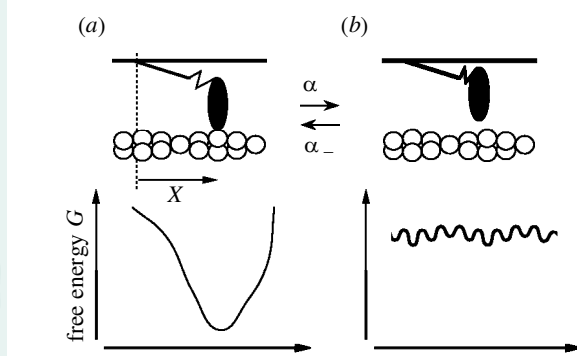 (a)
(b)
α
α_
X
free energy G